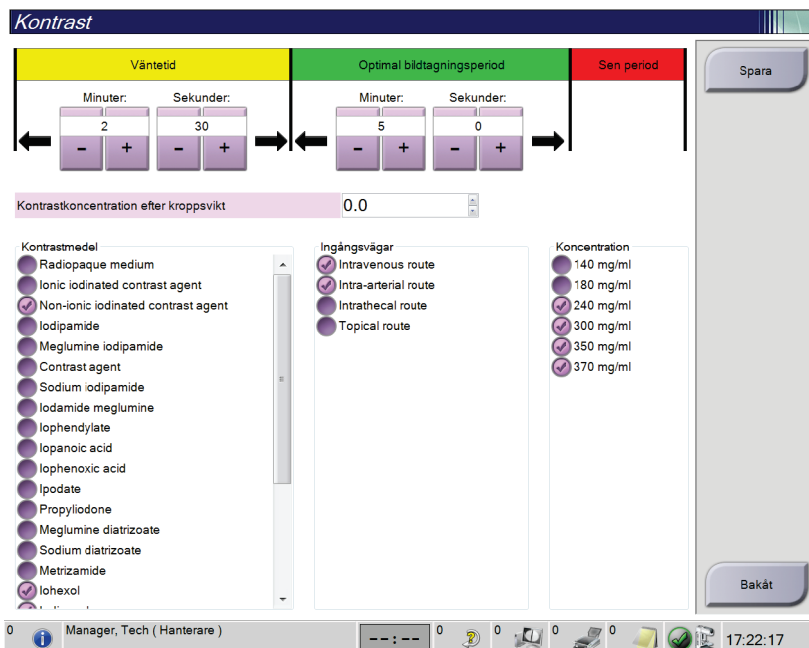 Kontrast
Väntetid
Optimal bildtagningsperiod
Sen period
Spara
Minuter:
Sekunder:
Minuter:
Sekunder:
2
30
5
0
- +
- +
- +
- +
Kontrastkoncentration efter kroppsvikt
0.0
Kontrastmedel
Radiopaque medium
Ionic iodinated contrast agent
Non-ionic iodinated contrast agent
Iodipamide
Meglumine iodipamide
Contrast agent
Sodium iodipamide
Iodamide meglumine
Iophendylate
Iopanoic acid
Iophenoxic acid
Ipodate
Propyliodone
Meglumine diatrizoate
Sodium diatrizoate
Metrizamide
Iohexol
Ingångsvägar
Intravenous route
Intra-arterial route
Intrathecal route
Topical route
Koncentration
140 mg/ml
180 mg/ml
240 mg/ml
300 mg/ml
350 mg/ml
370 mg/ml
Bakåt
0
Manager, Tech ( Hanterare )
--:--
0
0
0
0
17:22:17